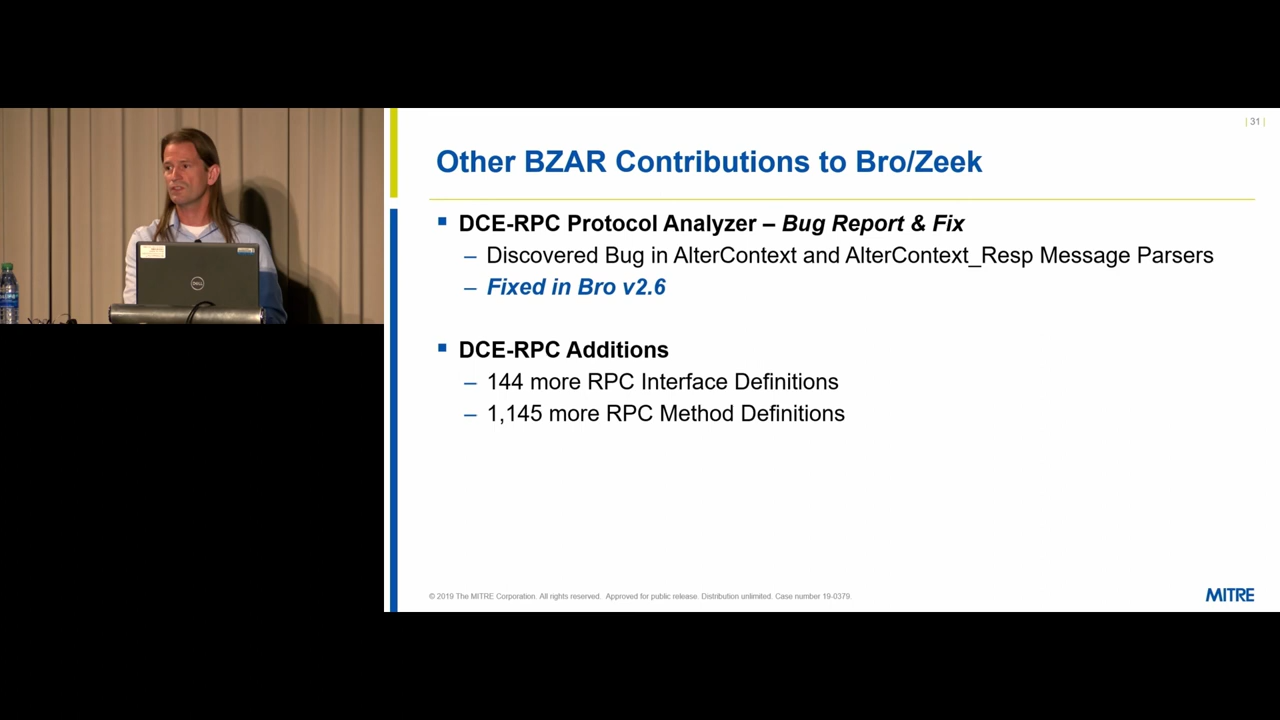 | 31 |
Other BZAR Contributions to Bro/Zeek
▪ DCE-RPC Protocol Analyzer – Bug Report & Fix
– Discovered Bug in AlterContext and AlterContext_Resp Message Parsers
– Fixed in Bro v2.6
▪ DCE-RPC Additions
– 144 more RPC Interface Definitions
– 1,145 more RPC Method Definitions
© 2019 The MITRE Corporation. All rights reserved. Approved for public release. Distribution unlimited. Case number 19-0379
MITRE
DELL